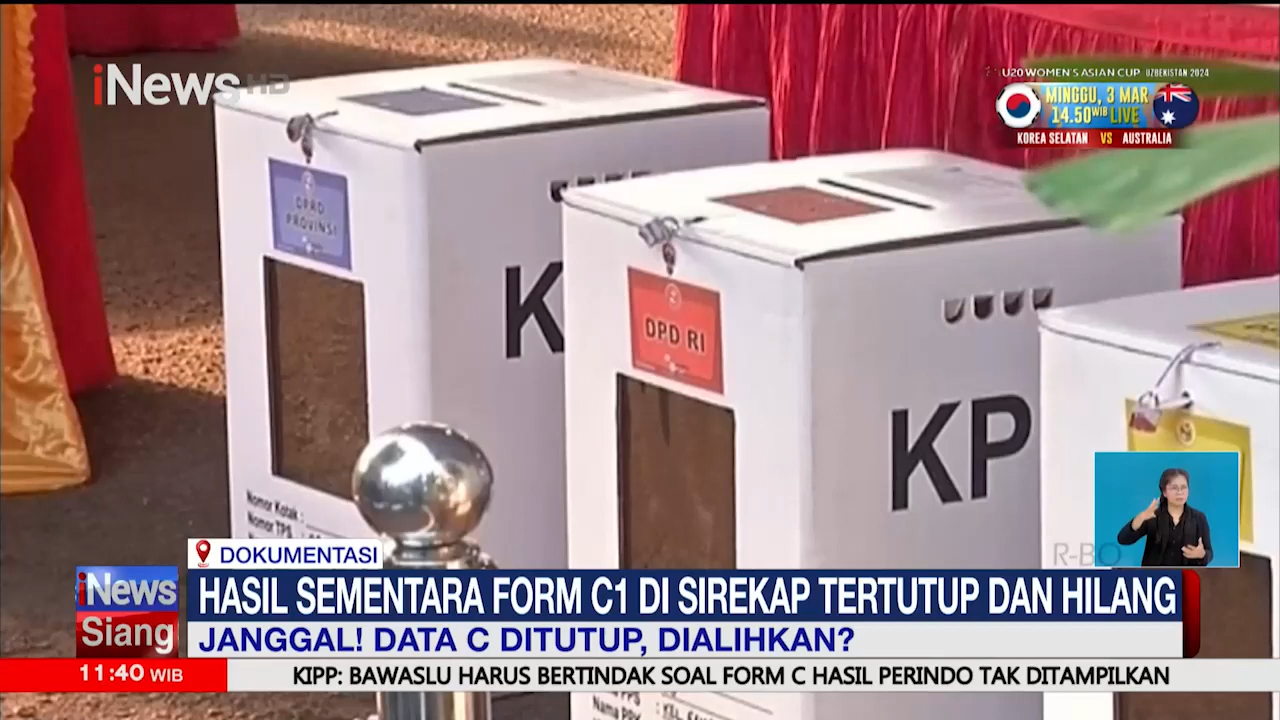 iNews HD
U20 WOMEN'S ASIAN CUP UZBEKISTAN 2024
MINGGU, 3 MAR
14.50 WIB LIVE
KOREA SELATAN VS AUSTRALIA
DPRD
PROVINSI
DPD RI
K
KP
Nomor Kotak :
Nomor TPS
R-BO
DOKUMENTASI
HASIL SEMENTARA FORM C1 DI SIREKAP TERTUTUP DAN HILANG
JANGGAL! DATA C DITUTUP, DIALIHKAN?
iNews
Siang
11:40 WIB
KIPP: BAWASLU HARUS BERTINDAK SOAL FORM C HASIL PERINDO TAK DITAMPILKAN